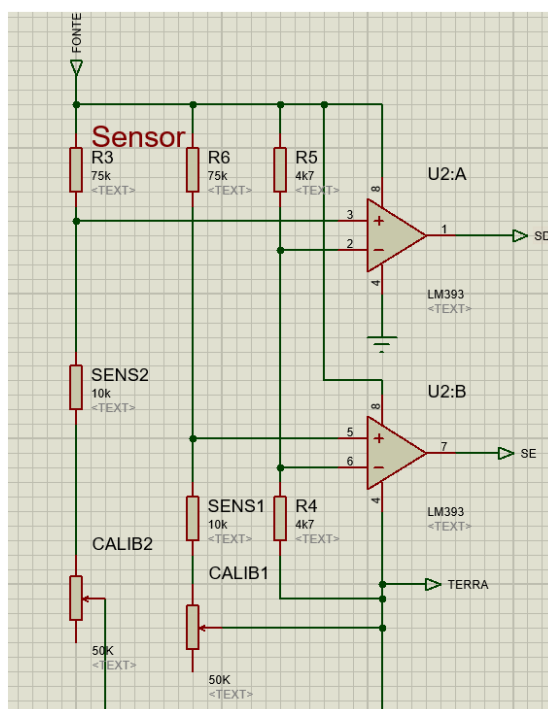 FONTE
Sensor
R3
75k
<TEXT>
R6
75k
<TEXT>
R5
4k7
<TEXT>
U2:A
8
3
2
1
4
+
−
SD
LM393
<TEXT>
SENS2
10k
<TEXT>
U2:B
8
5
6
7
4
+
−
SE
LM393
<TEXT>
SENS1
10k
<TEXT>
R4
4k7
<TEXT>
CALIB2
CALIB1
TERRA
50K
<TEXT>
50K
<TEXT>